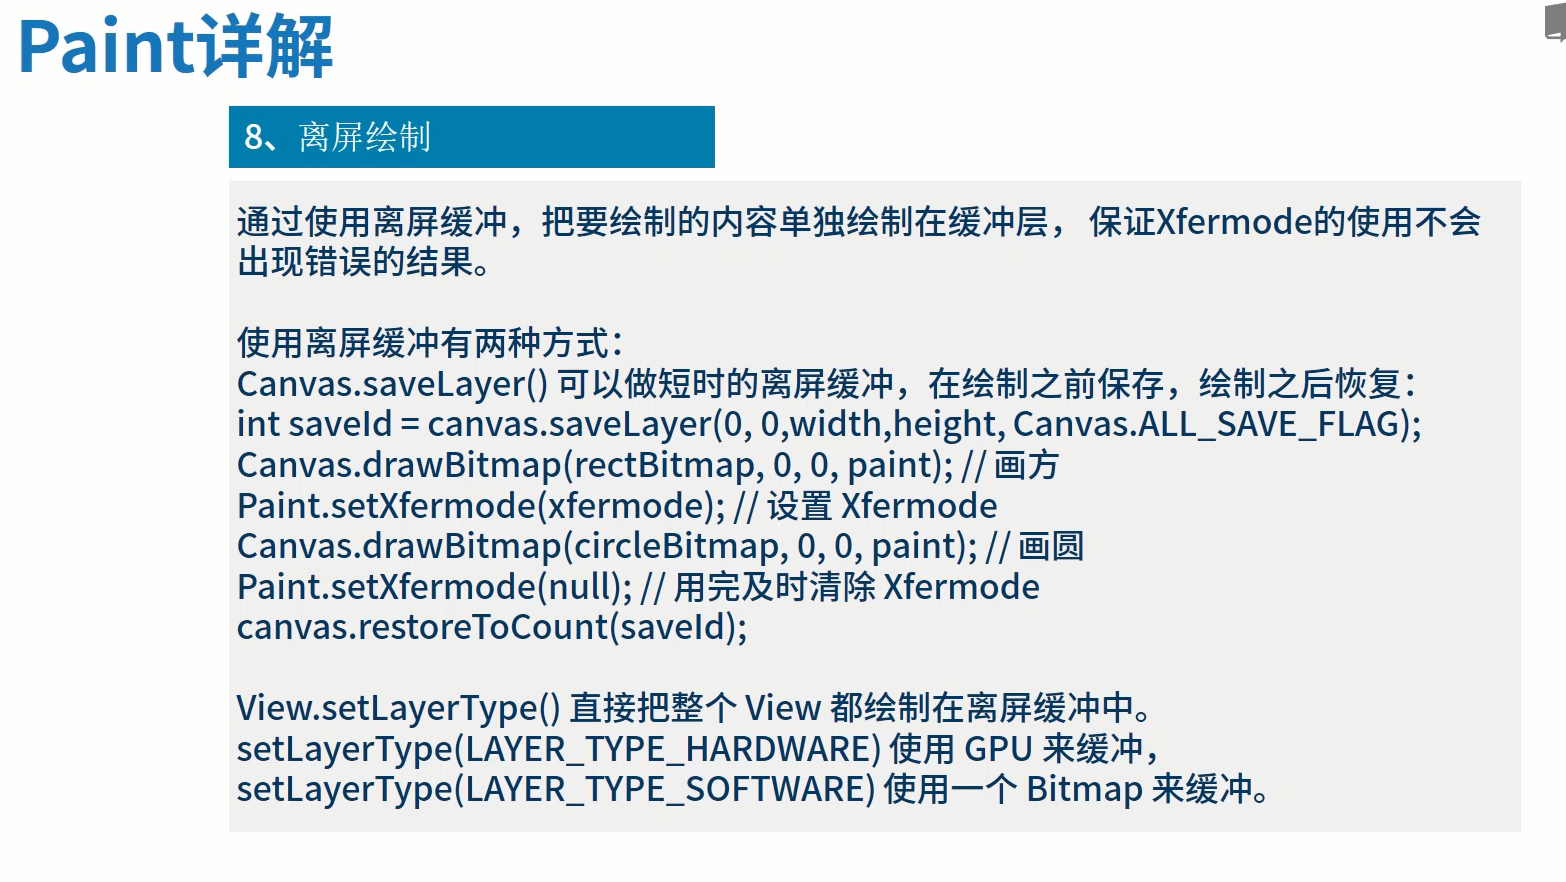 Paint详解
8、离屏绘制
通过使用离屏缓冲，把要绘制的内容单独绘制在缓冲层， 保证Xfermode的使用不会
出现错误的结果。
使用离屏缓冲有两种方式：
Canvas.saveLayer() 可以做短时的离屏缓冲，在绘制之前保存，绘制之后恢复：
int saveId = canvas.saveLayer(0, 0,width,height, Canvas.ALL_SAVE_FLAG);
Canvas.drawBitmap(rectBitmap, 0, 0, paint); // 画方
Paint.setXfermode(xfermode); // 设置 Xfermode
Canvas.drawBitmap(circleBitmap, 0, 0, paint); // 画圆
Paint.setXfermode(null); // 用完及时清除 Xfermode
canvas.restoreToCount(saveId);
View.setLayerType() 直接把整个 View 都绘制在离屏缓冲中。
setLayerType(LAYER_TYPE_HARDWARE) 使用 GPU 来缓冲，
setLayerType(LAYER_TYPE_SOFTWARE) 使用一个 Bitmap 来缓冲。